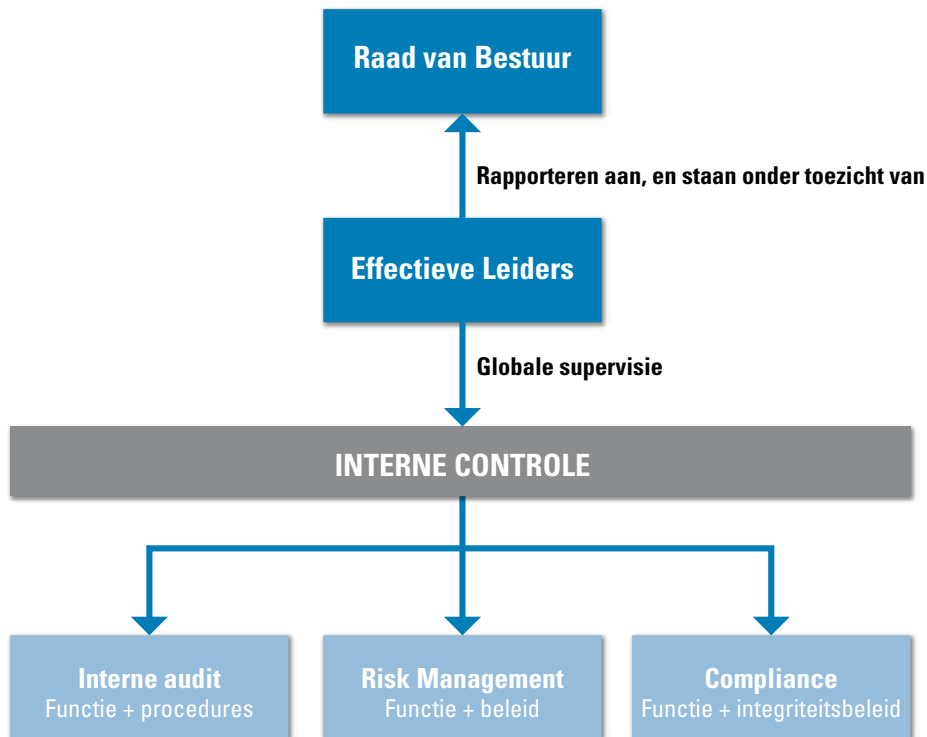 Raad van Bestuur
Rapporteren aan, en staan onder toezicht van
Effectieve Leiders
Globale supervisie
INTERNE CONTROLE
Interne audit
Functie + procedures
Risk Management
Functie + beleid
Compliance
Functie + integriteitsbeleid